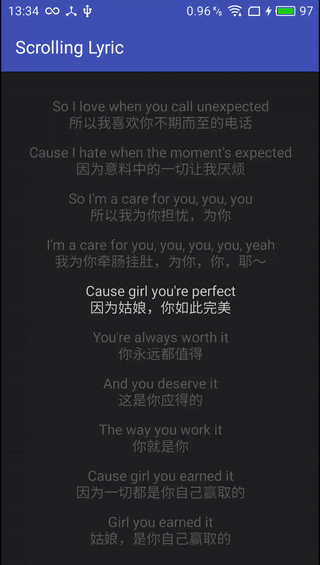 13:34 0.96 K/s 97
Scrolling Lyric
So I love when you call unexpected
所以我喜欢你不期而至的电话
Cause I hate when the moment's expected
因为意料中的一切让我厌烦
So I'm a care for you, you, you
所以我为你担忧，为你
I'm a care for you, you, you, you, yeah
我为你牵肠挂肚，为你，你，耶～
Cause girl you're perfect
因为姑娘，你如此完美
You're always worth it
你永远都值得
And you deserve it
这是你应得的
The way you work it
你就是你
Cause girl you earned it
因为一切都是你自己赢取的
Girl you earned it
姑娘，是你自己赢取的